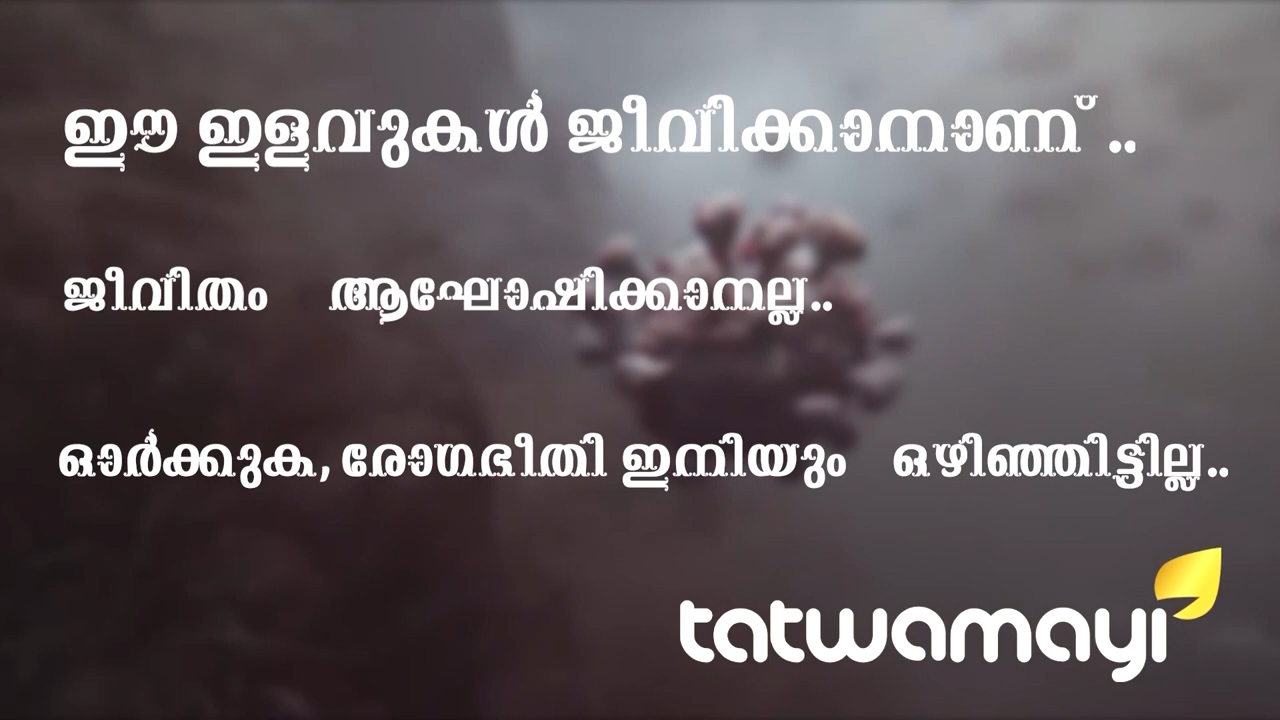 ഈ ഇളവുകൾ ജീവിക്കാനാണ് ..
ജീവിതം ആഘോഷിക്കാനല്ല..
ഓർക്കുക, രോഗഭീതി ഇനിയും ഒഴിഞ്ഞിട്ടില്ല..
tatwamayi